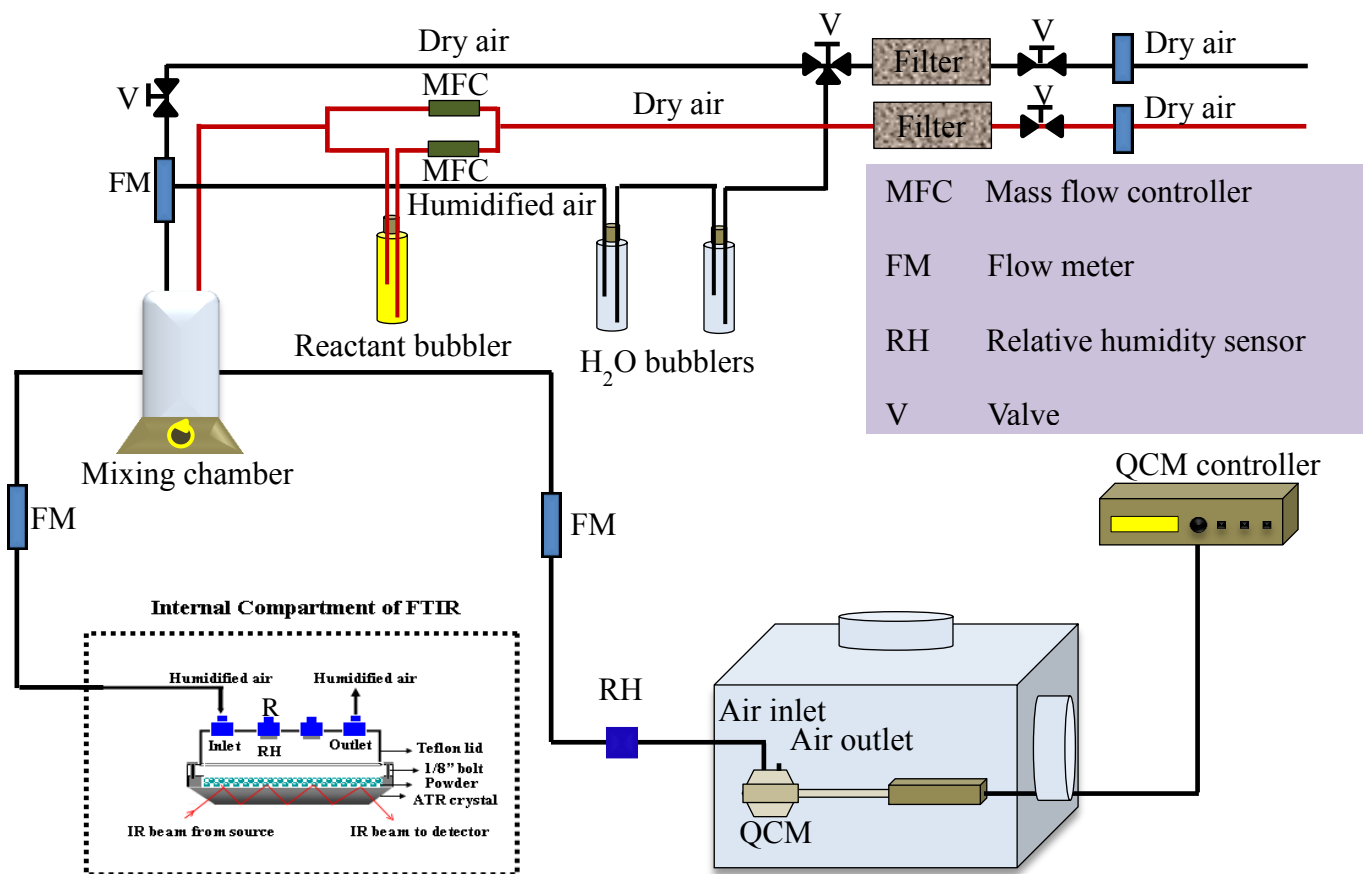 V
Dry air
Filter
V
Dry air
V
MFC
Dry air
Filter
V
Dry air
MFC
FM
Humidified air
Reactant bubbler
H₂O bubblers
MFC Mass flow controller
FM Flow meter
RH Relative humidity sensor
V Valve
Mixing chamber
QCM controller
FM
FM
Internal Compartment of FTIR
Humidified air
Humidified air
R
Inlet
RH
Outlet
Teflon lid
1/8" bolt
Powder
ATR crystal
IR beam from source
IR beam to detector
RH
Air inlet
Air outlet
QCM